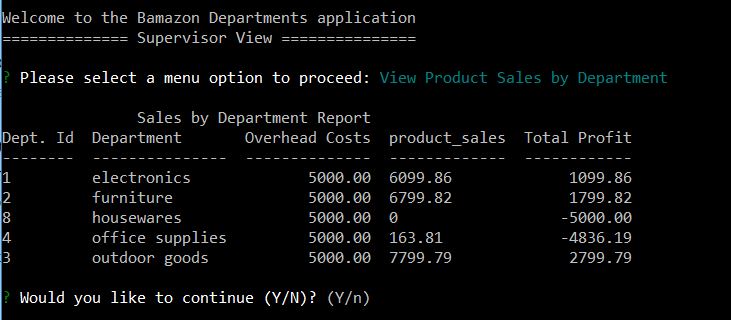 Welcome to the Bamazon Departments application
============== Supervisor View ===============
? Please select a menu option to proceed: View Product Sales by Department
Sales by Department Report
Dept. Id  Department       Overhead Costs  product_sales  Total Profit
--------  ---------------  --------------  -------------  ------------
1         electronics             5000.00  6099.86             1099.86
2         furniture               5000.00  6799.82             1799.82
8         housewares              5000.00  0                  -5000.00
4         office supplies         5000.00  163.81             -4836.19
3         outdoor goods           5000.00  7799.79             2799.79
? Would you like to continue (Y/N)? (Y/n)